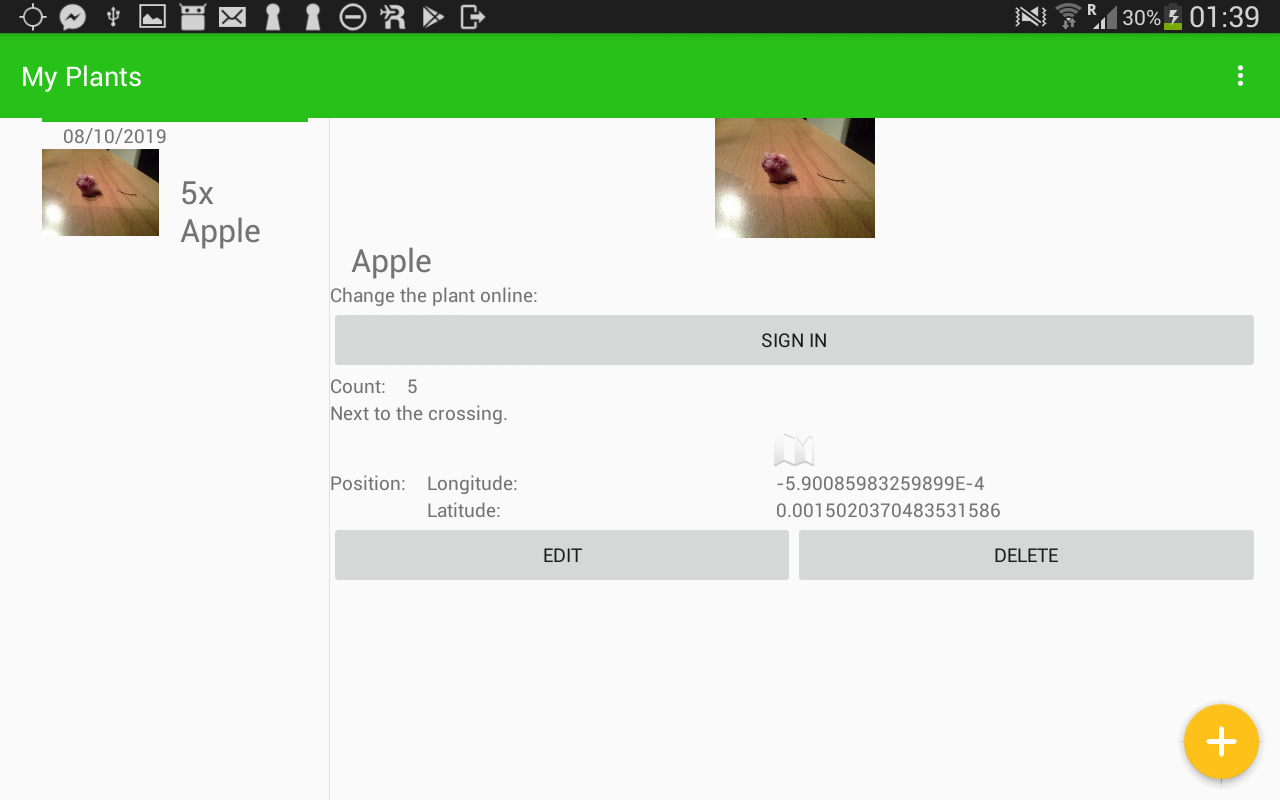 R 30% 01:39
My Plants
08/10/2019
5x
Apple
Apple
Change the plant online:
SIGN IN
Count: 5
Next to the crossing.
Position: Longitude: -5.90085983259899E-4
Latitude: 0.0015020370483531586
EDIT DELETE